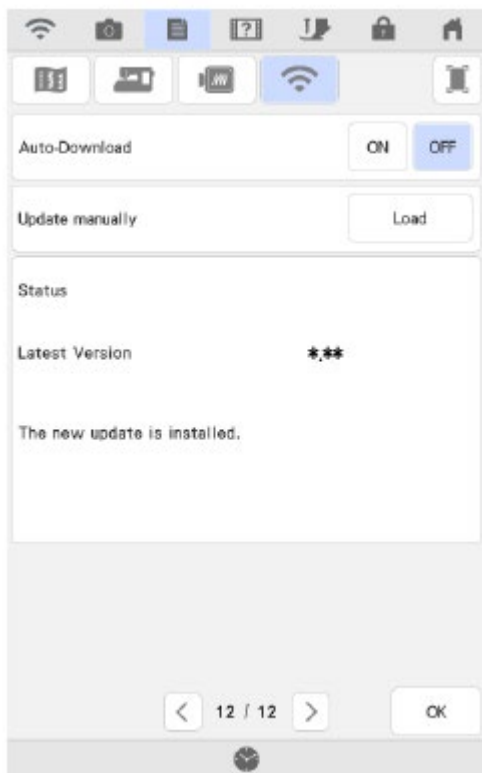 Auto-Download ON OFF
Update manually Load
Status
Latest Version *.**
The new update is installed.
12 / 12 OK